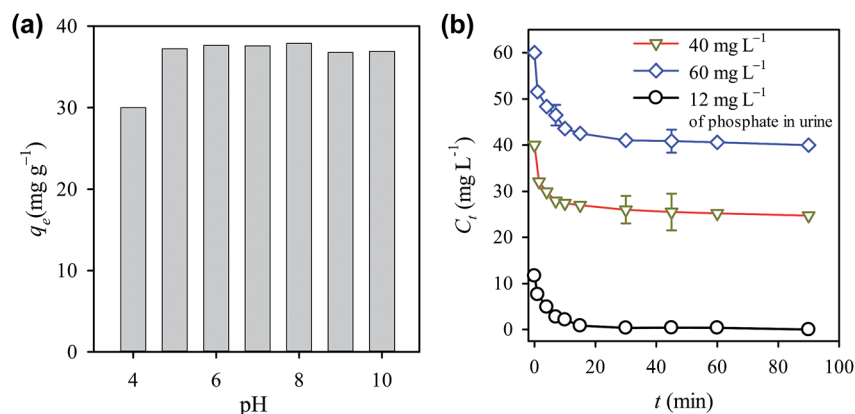 (a)
40
30
20
10
0
qₑ(mg g⁻¹)
4
6
8
10
pH
(b)
60
50
40
30
20
10
0
Cₜ (mg L⁻¹)
40 mg L⁻¹
60 mg L⁻¹
12 mg L⁻¹
of phosphate in urine
0
20
40
60
80
100
t (min)